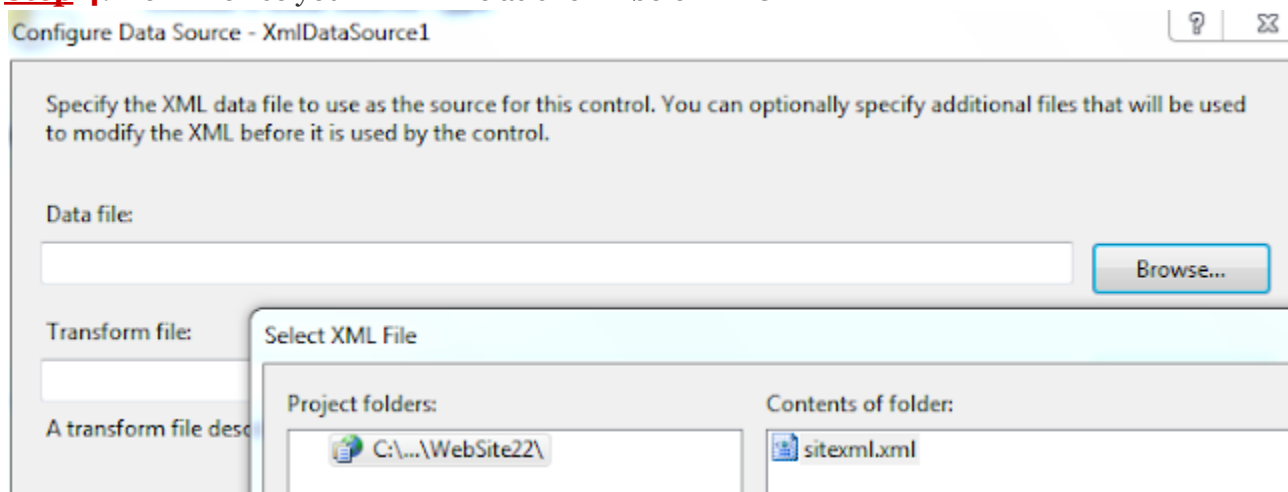 Configure Data Source - XmlDataSource1
Specify the XML data file to use as the source for this control. You can optionally specify additional files that will be used
to modify the XML before it is used by the control.
Data file:
Browse...
Transform file:
Select XML File
Project folders:
Contents of folder:
A transform file desc
C:\...\WebSite22\
sitexml.xml